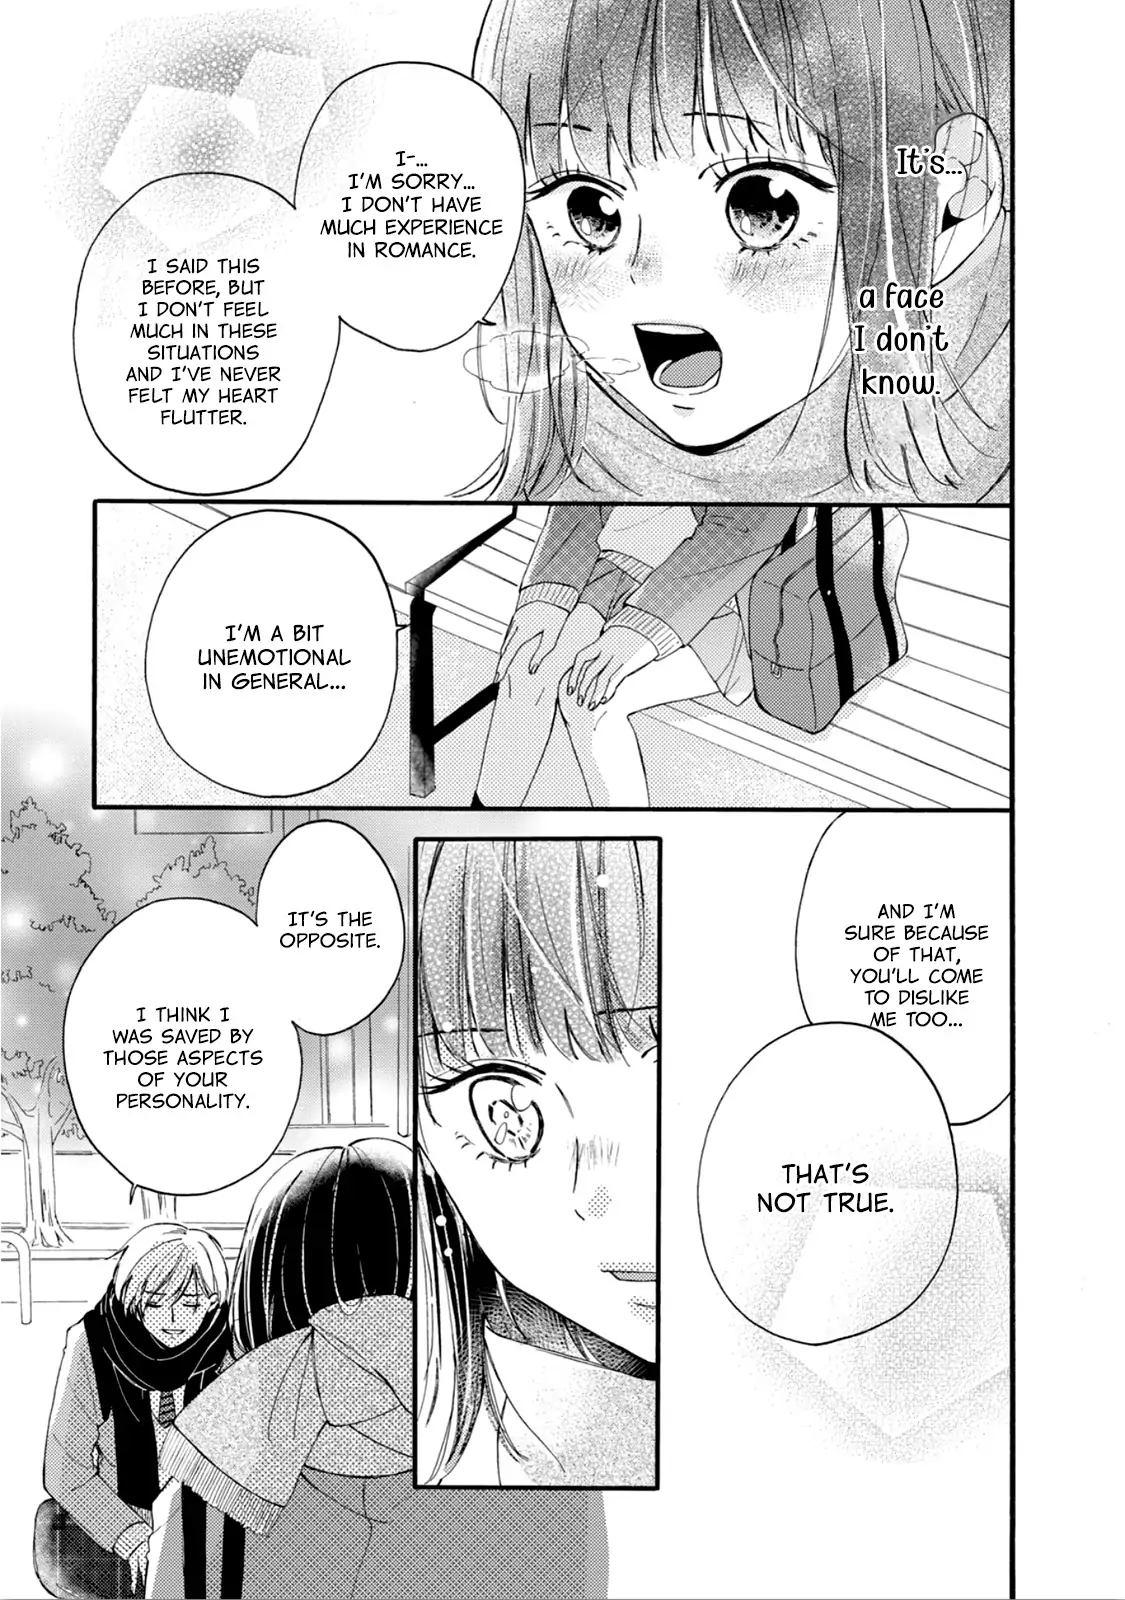 It's...
a face
I don't
know.
I-...
I'M SORRY...
I DON'T HAVE
MUCH EXPERIENCE
IN ROMANCE.
I SAID THIS
BEFORE, BUT
I DON'T FEEL
MUCH IN THESE
SITUATIONS
AND I'VE NEVER
FELT MY HEART
FLUTTER.
I'M A BIT
UNEMOTIONAL
IN GENERAL...
AND I'M
SURE BECAUSE
OF THAT,
YOU'LL COME
TO DISLIKE
ME TOO...
THAT'S
NOT TRUE.
IT'S THE
OPPOSITE.
I THINK I
WAS SAVED BY
THOSE ASPECTS
OF YOUR
PERSONALITY.